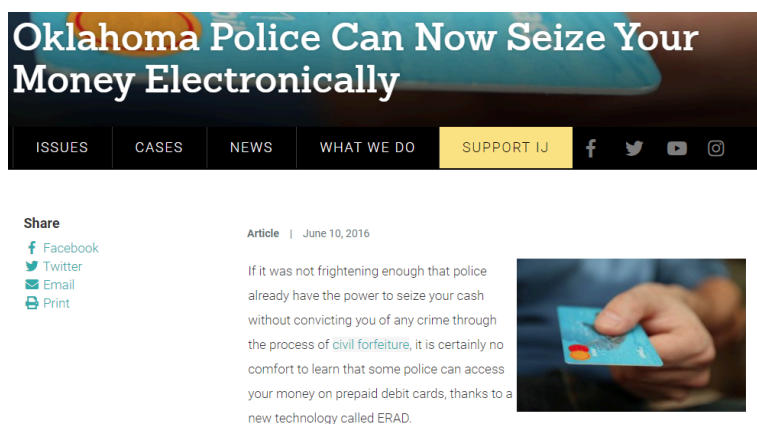 Oklahoma Police Can Now Seize Your
Money Electronically
ISSUES CASES NEWS WHAT WE DO SUPPORT IJ
Share
Facebook
Twitter
Email
Print
Article | June 10, 2016
If it was not frightening enough that police
already have the power to seize your cash
without convicting you of any crime through
the process of civil forfeiture, it is certainly no
comfort to learn that some police can access
your money on prepaid debit cards, thanks to a
new technology called ERAD.